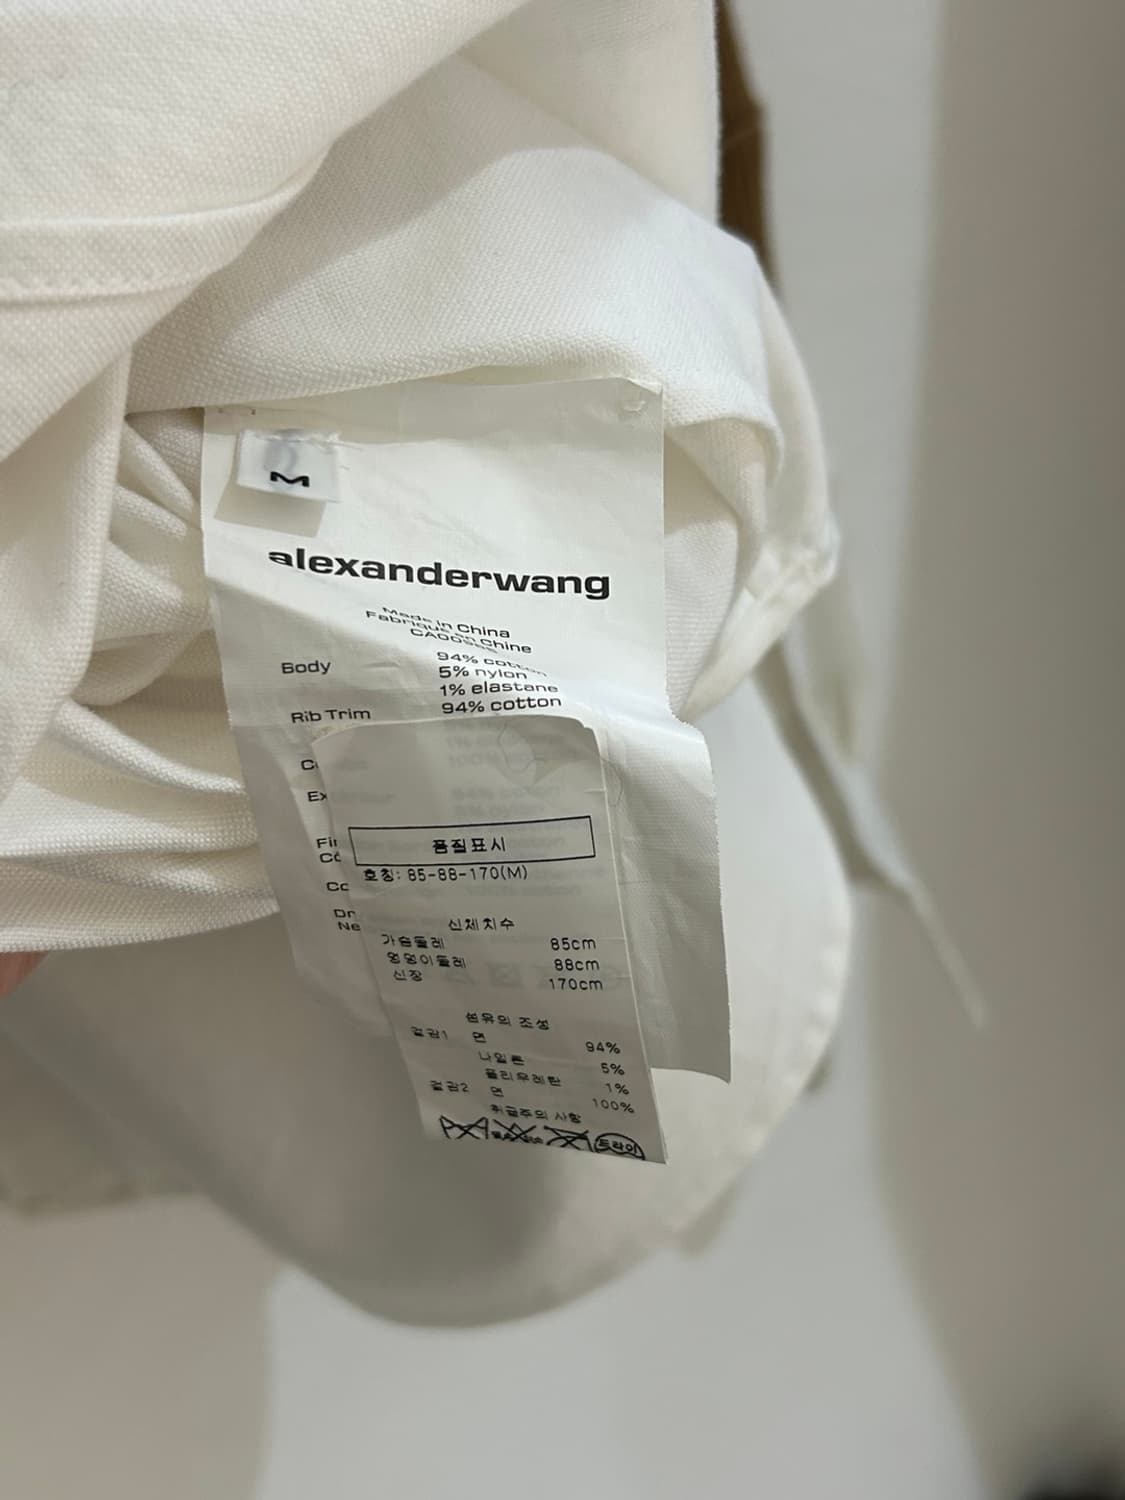 M
alexanderwang
Made in China
Fabriqué en Chine
Body
94% cotton
5% nylon
1% elastane
Rib Trim
94% cotton
품질표시
호칭: 85-88-170(M)
신체치수
가슴둘레 85cm
엉덩이둘레 88cm
신장 170cm
섬유의 조성
겉감1 면 94%
나일론 5%
폴리우레탄 1%
겉감2 면 100%
취급주의 사항
드라이